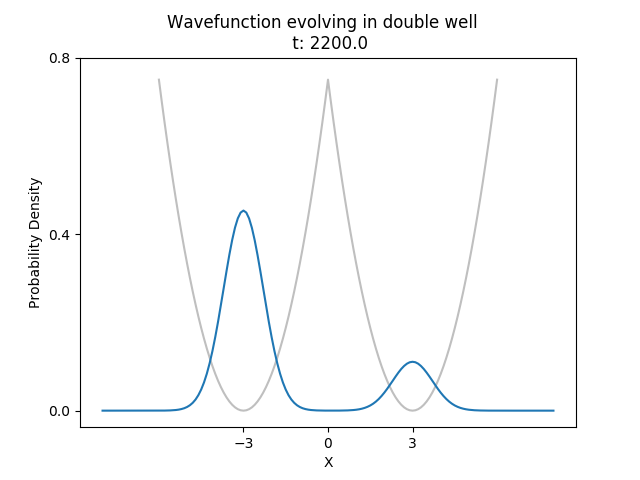 Wavefunction evolving in double well
t: 2200.0
0.8
0.4
0.0
Probability Density
−3 0 3
X